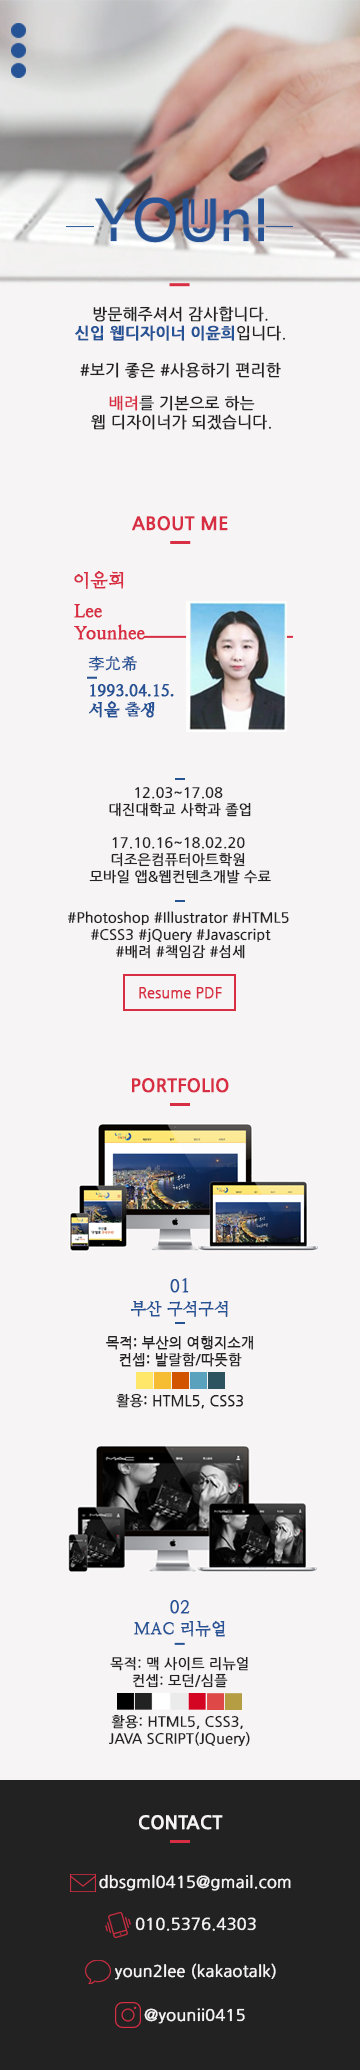 YOUn!
방문해주셔서 감사합니다.
신입 웹디자이너 이윤희입니다.
#보기 좋은 #사용하기 편리한
배려를 기본으로 하는
웹 디자이너가 되겠습니다.
ABOUT ME
이윤희
Lee
Younhee
李允希
1993.04.15.
서울 출생
12.03~17.08
대진대학교 사학과 졸업
17.10.16~18.02.20
더조은컴퓨터아트학원
모바일 앱&웹컨텐츠개발 수료
#Photoshop #Illustrator #HTML5
#CSS3 #jQuery #Javascript
#배려 #책임감 #섬세
Resume PDF
PORTFOLIO
01
부산 구석구석
목적: 부산의 여행지소개
컨셉: 발랄함/따뜻함
활용: HTML5, CSS3
MAC
02
MAC 리뉴얼
목적: 맥 사이트 리뉴얼
컨셉: 모던/심플
활용: HTML5, CSS3,
JAVA SCRIPT(JQuery)
CONTACT
dbsgml0415@gmail.com
010.5376.4303
youn2lee (kakaotalk)
@younii0415